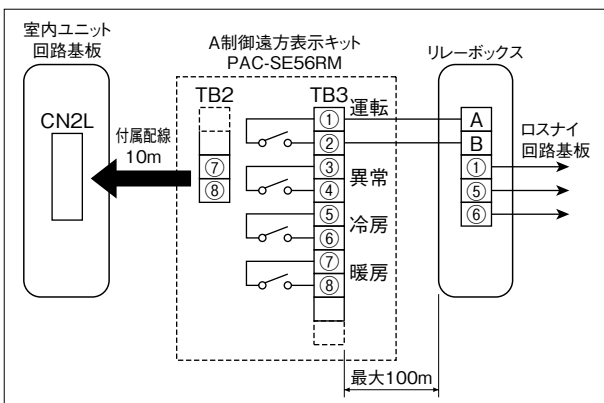 室内ユニット
回路基板
CN2L
付属配線
10m
A制御遠方表示キット
PAC-SE56RM
TB2
⑦
⑧
TB3
①
②
③
④
⑤
⑥
⑦
⑧
運転
異常
冷房
暖房
リレーボックス
A
B
①
⑤
⑥
ロスナイ
回路基板
最大100m